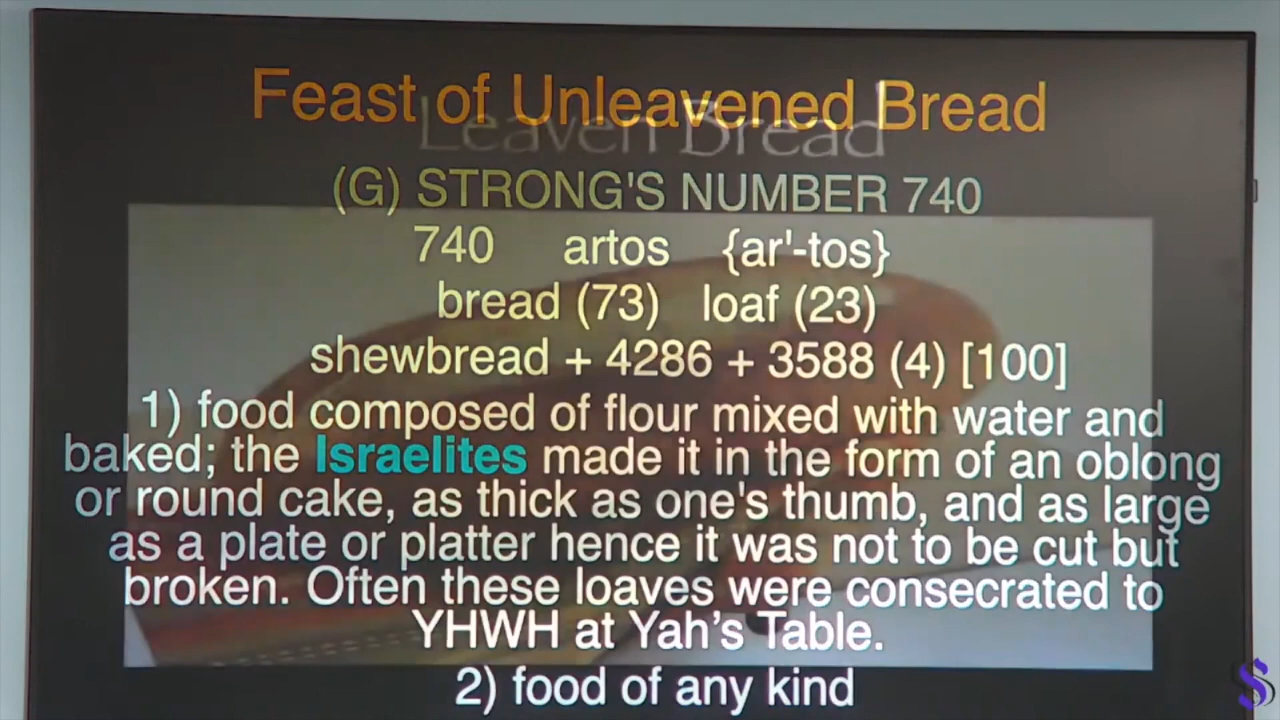 Feast of Unleavened Bread
Leaven Bread
(G) STRONG'S NUMBER 740
740 artos {ar'-tos}
bread (73) loaf (23)
shewbread + 4286 + 3588 (4) [100]
1) food composed of flour mixed with water and
baked; the Israelites made it in the form of an oblong
or round cake, as thick as one's thumb, and as large
as a plate or platter hence it was not to be cut but
broken. Often these loaves were consecrated to
YHWH at Yah's Table.
2) food of any kind
S